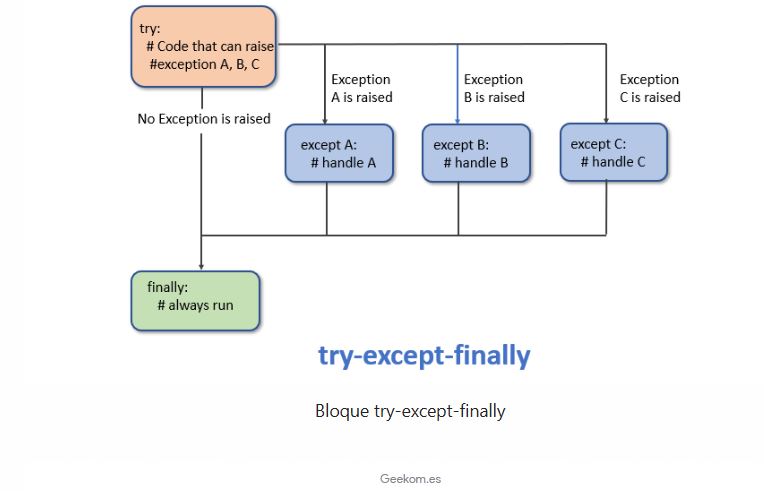 try:
# Code that can raise
#exception A, B, C
No Exception is raised
Exception
A is raised
Exception
B is raised
Exception
C is raised
except A:
# handle A
except B:
# handle B
except C:
# handle C
finally:
# always run
try-except-finally
Bloque try-except-finally
Geekom.es